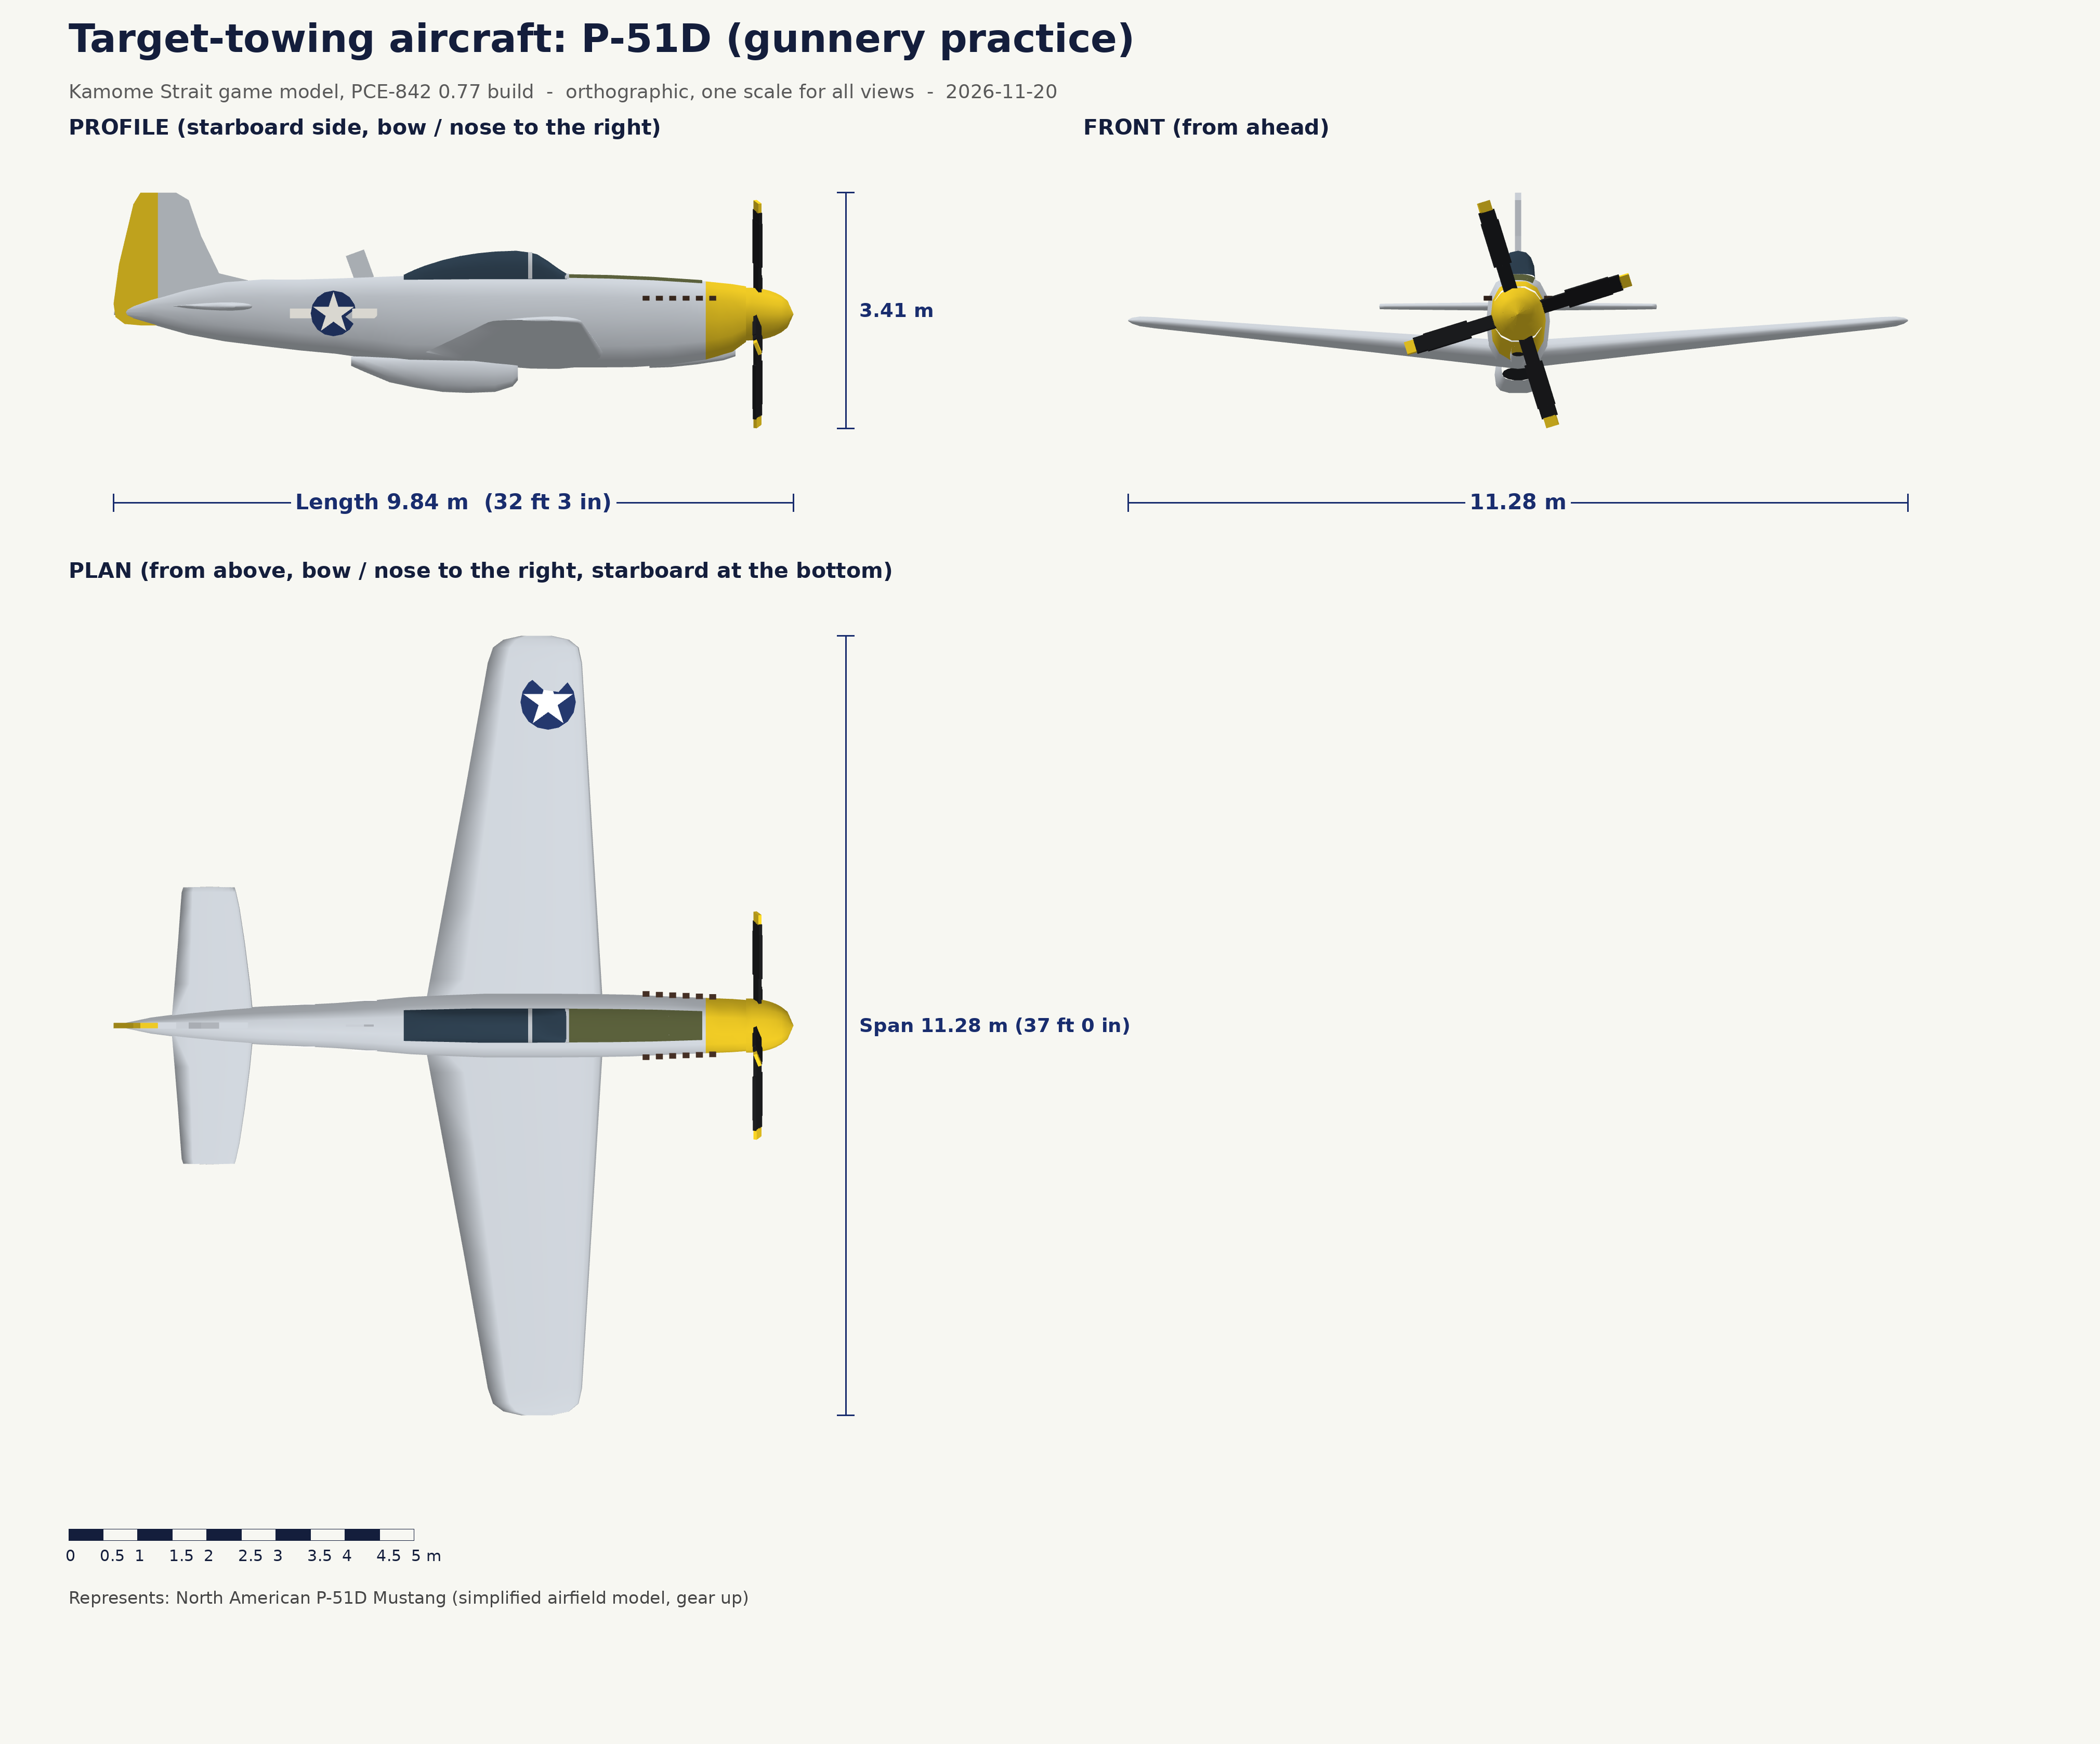 Target-towing aircraft: P-51D (gunnery practice)
Kamome Strait game model, PCE-842 0.77 build - orthographic, one scale for all views - 2026-11-20
PROFILE (starboard side, bow / nose to the right)
FRONT (from ahead)
3.41 m
Length 9.84 m (32 ft 3 in)
11.28 m
PLAN (from above, bow / nose to the right, starboard at the bottom)
Span 11.28 m (37 ft 0 in)
0 0.5 1 1.5 2 2.5 3 3.5 4 4.5 5 m
Represents: North American P-51D Mustang (simplified airfield model, gear up)